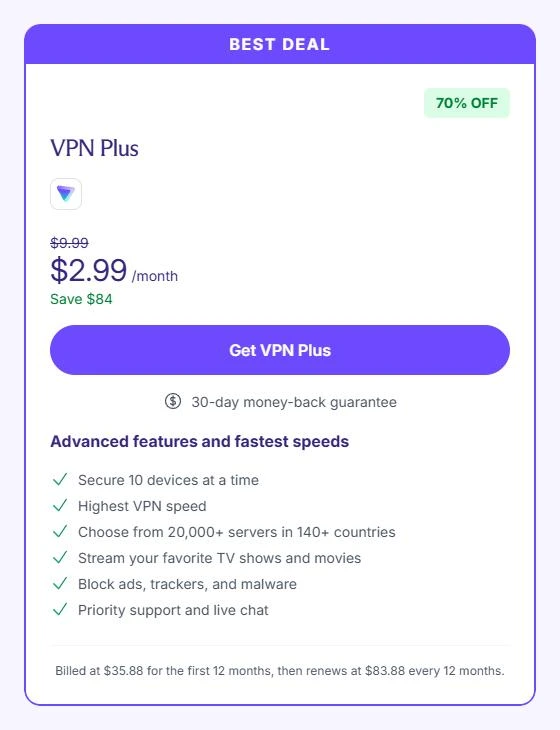 BEST DEAL
70% OFF
VPN Plus
$9.99
$2.99 /month
Save $84
Get VPN Plus
30-day money-back guarantee
Advanced features and fastest speeds
Secure 10 devices at a time
Highest VPN speed
Choose from 20,000+ servers in 140+ countries
Stream your favorite TV shows and movies
Block ads, trackers, and malware
Priority support and live chat
Billed at $35.88 for the first 12 months, then renews at $83.88 every 12 months.